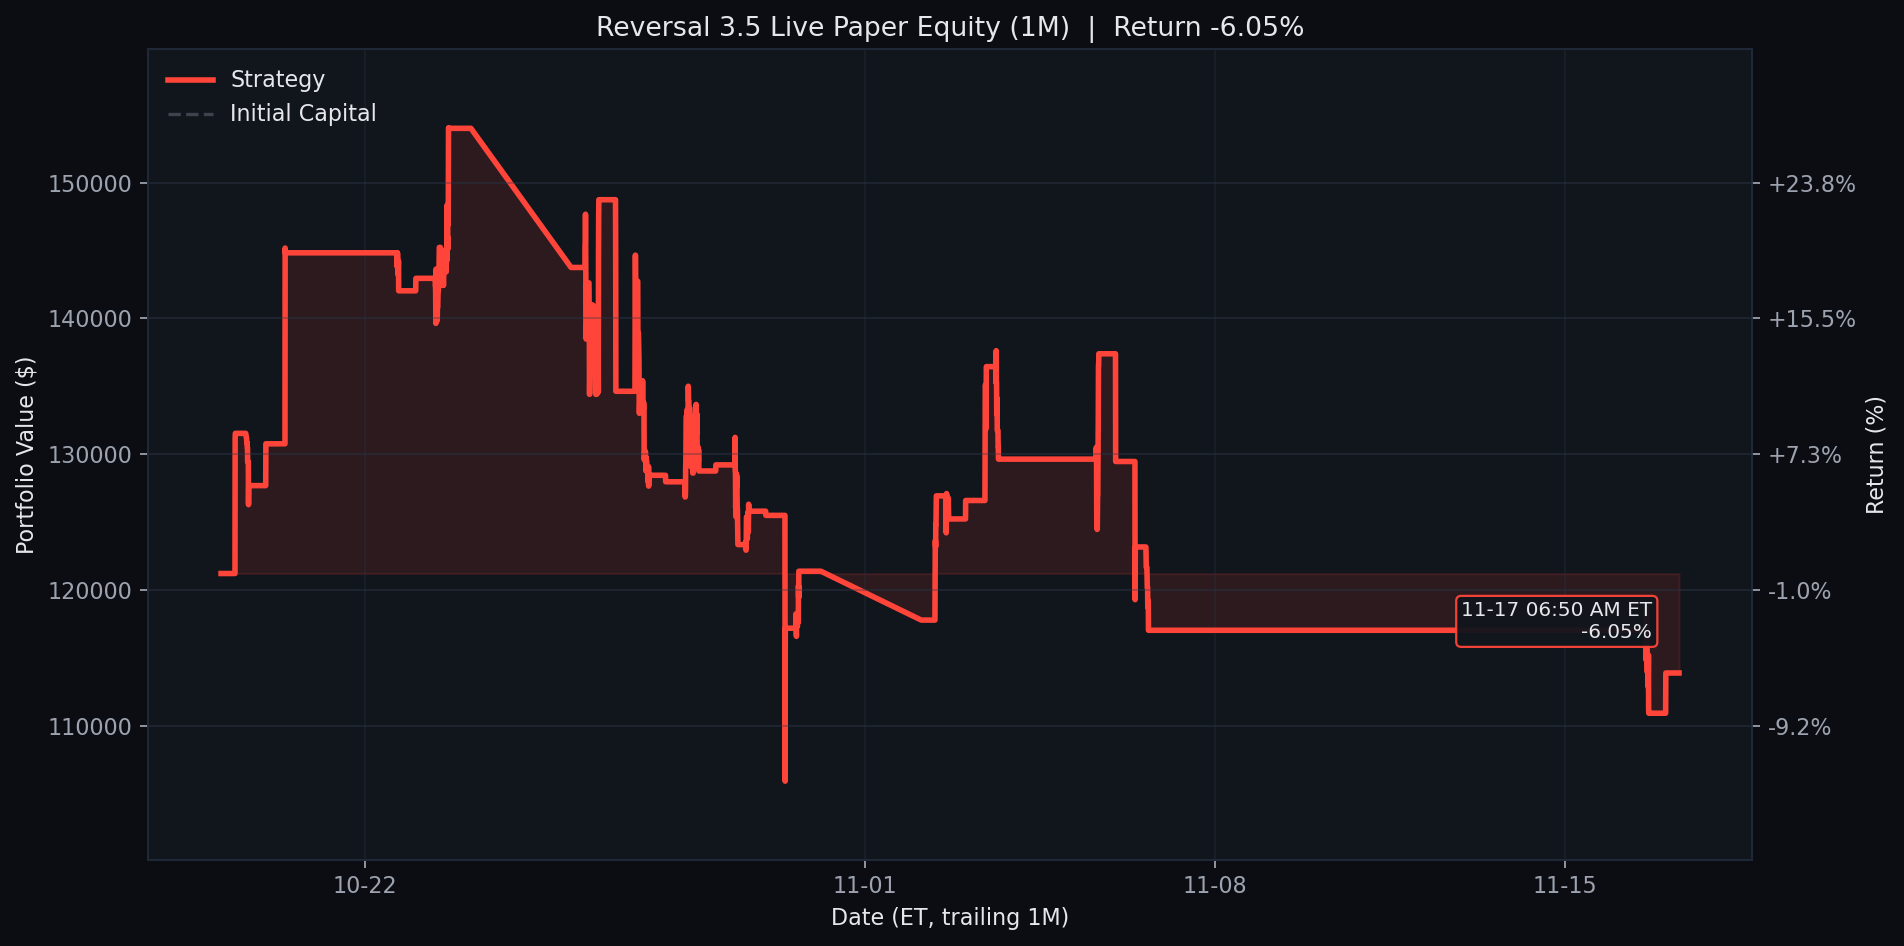 Reversal 3.5 Live Paper Equity (1M)  |  Return -6.05%
Strategy
Initial Capital
Portfolio Value ($)
150000
140000
130000
120000
110000
+23.8%
+15.5%
+7.3%
-1.0%
-9.2%
Return (%)
11-17 06:50 AM ET
-6.05%
10-22
11-01
11-08
11-15
Date (ET, trailing 1M)